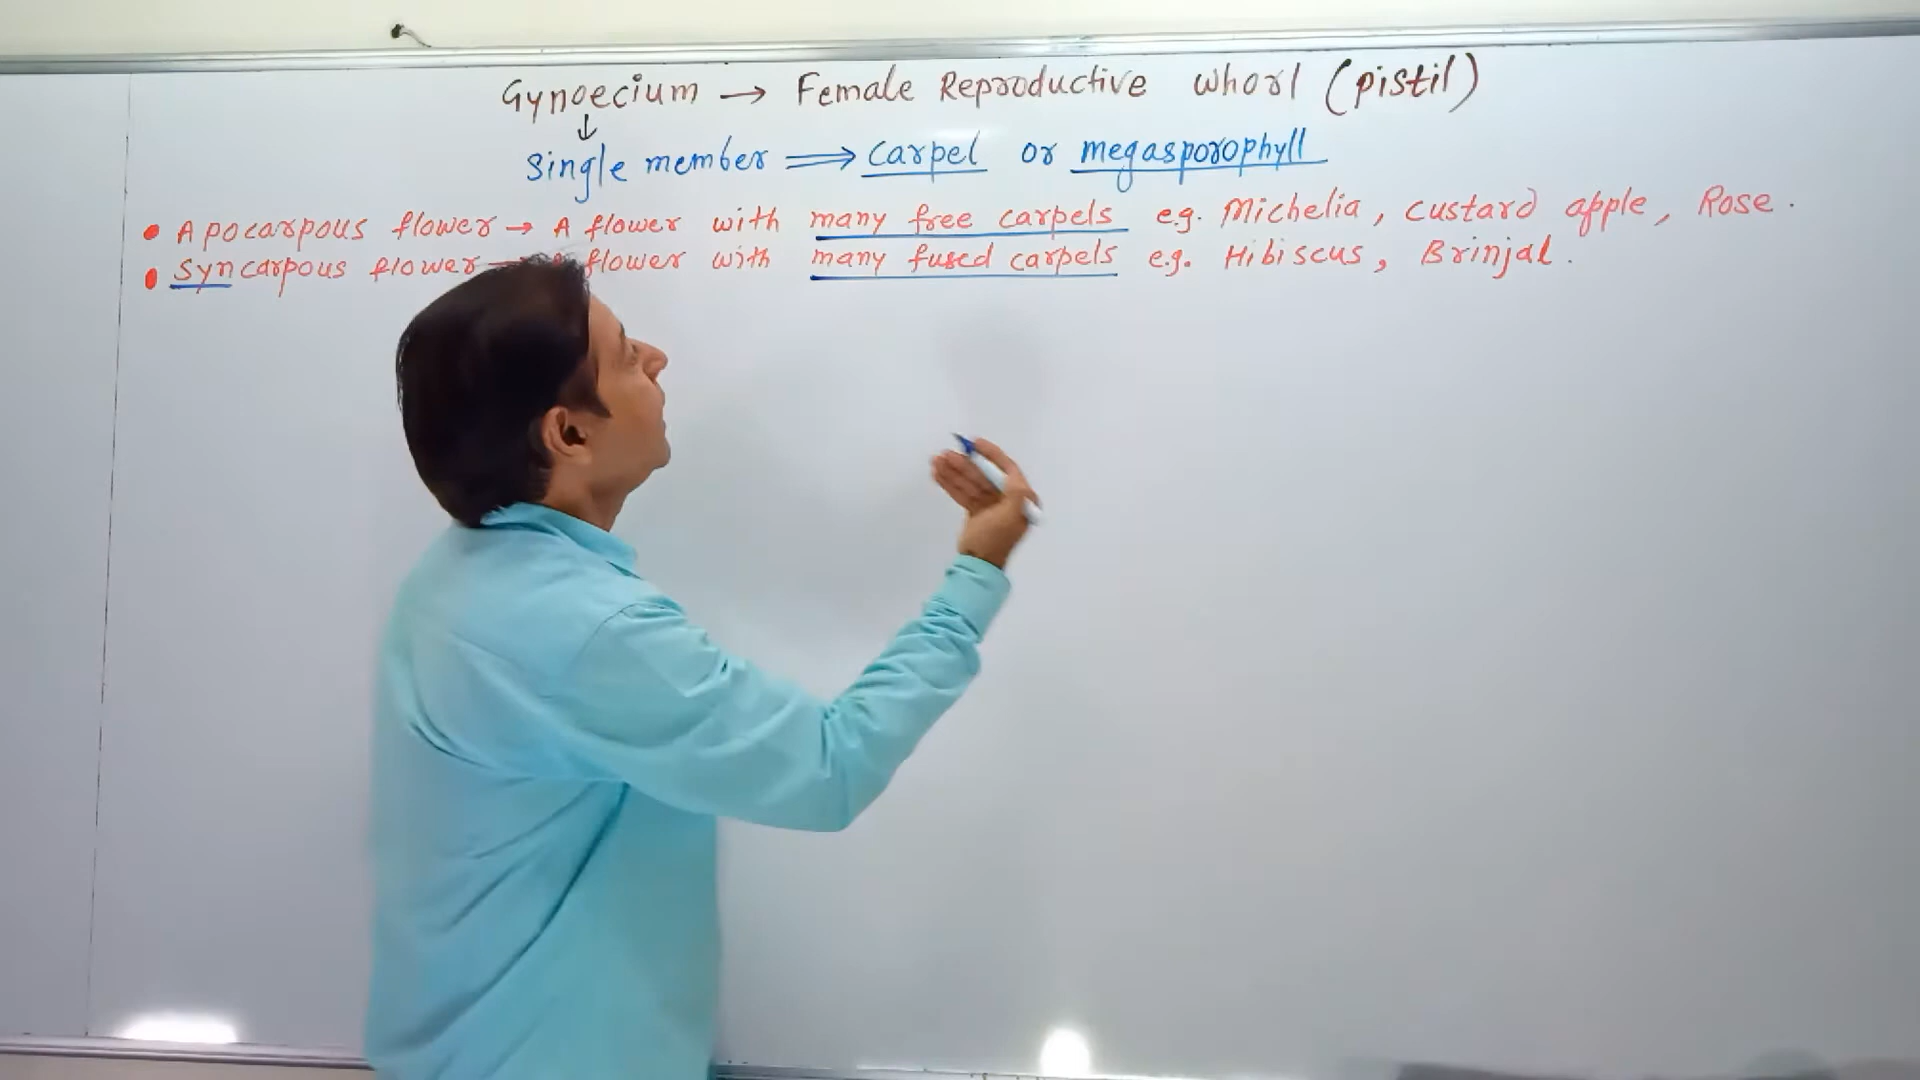 Gynoecium → Female Reproductive whorl (pistil)
↓
Single member ⟹ carpel or megasporophyll
• Apocarpous flower → A flower with many free carpels e.g. Michelia, custard apple, Rose.
• Syncarpous flower → flower with many fused carpels e.g. Hibiscus, Brinjal.